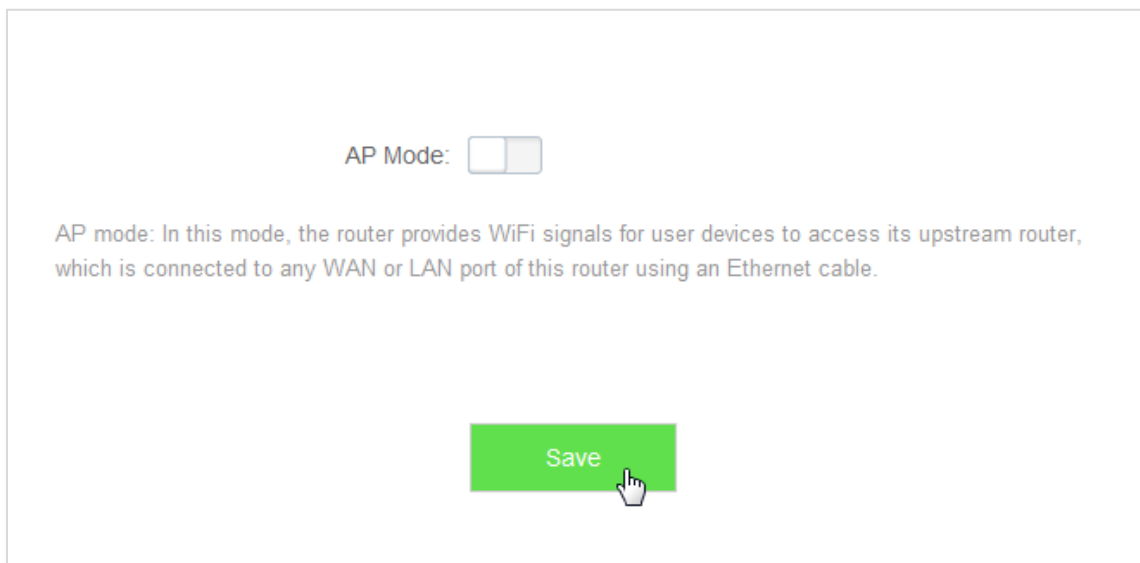 AP Mode:
AP mode: In this mode, the router provides WiFi signals for user devices to access its upstream router,
which is connected to any WAN or LAN port of this router using an Ethernet cable.
Save